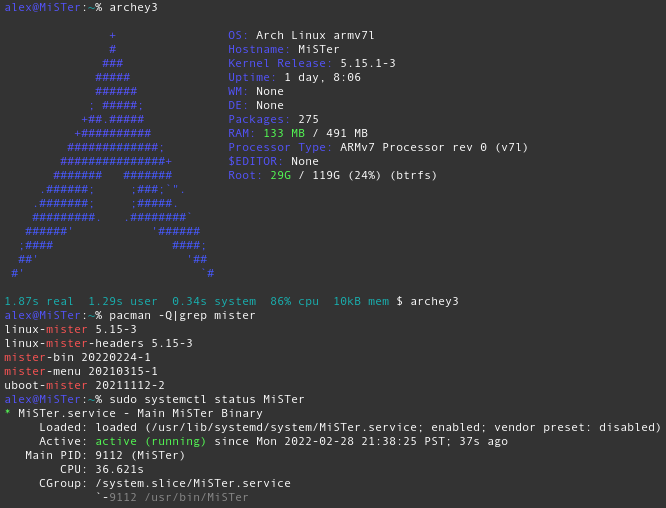 alex@MiSTer:~% archey3
               +                OS: Arch Linux armv7l
               #                Hostname: MiSTer
              ###               Kernel Release: 5.15.1-3
             #####              Uptime: 1 day, 8:06
             ######             WM: None
            ; #####;            DE: None
           +##.#####            Packages: 275
          +##########           RAM: 133 MB / 491 MB
         #############;         Processor Type: ARMv7 Processor rev 0 (v7l)
        ###############+        $EDITOR: None
       #######   #######        Root: 29G / 119G (24%) (btrfs)
     .######;     ;###;`".
    .#######;     ;#####.
    #########.   .########`
   ######'           '######
  ;####                 ####;
  ##'                     '##
 #'                         `#
1.87s real  1.29s user  0.34s system  86% cpu  10kB mem $ archey3
alex@MiSTer:~% pacman -Q|grep mister
linux-mister 5.15-3
linux-mister-headers 5.15-3
mister-bin 20220224-1
mister-menu 20210315-1
uboot-mister 20211112-2
alex@MiSTer:~% sudo systemctl status MiSTer
* MiSTer.service - Main MiSTer Binary
     Loaded: loaded (/usr/lib/systemd/system/MiSTer.service; enabled; vendor preset: disabled)
     Active: active (running) since Mon 2022-02-28 21:38:25 PST; 37s ago
   Main PID: 9112 (MiSTer)
        CPU: 36.621s
     CGroup: /system.slice/MiSTer.service
             `-9112 /usr/bin/MiSTer